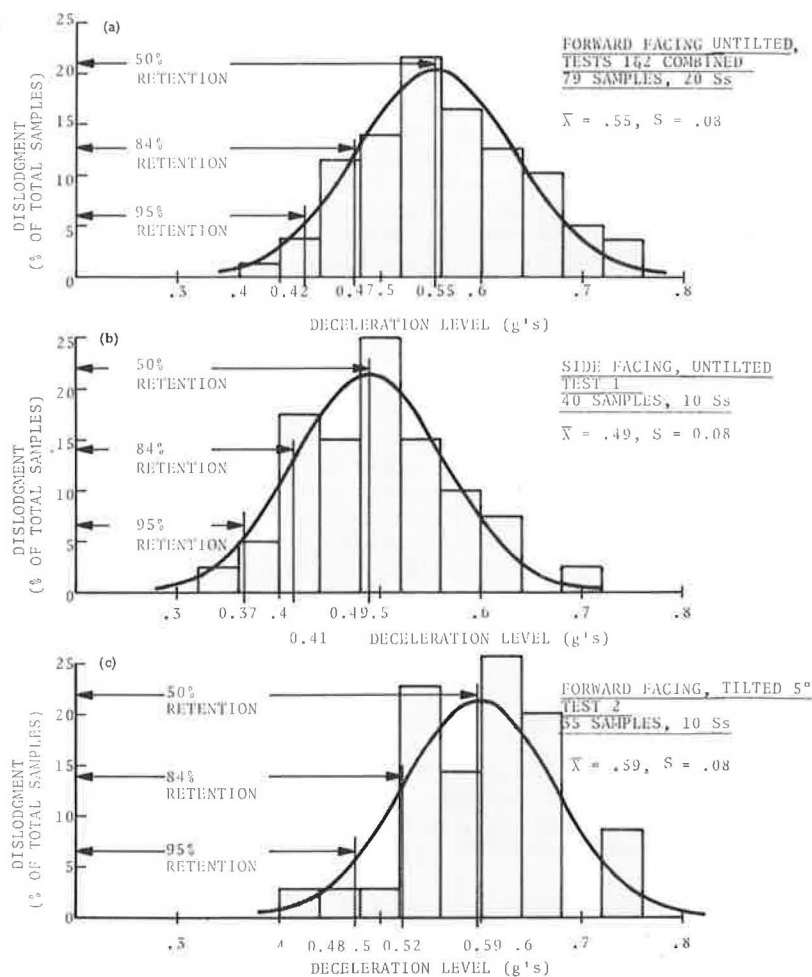 (a)
FORWARD FACING UNTILTED,
TESTS 1&2 COMBINED
79 SAMPLES, 20 Ss
X̄ = .55, S = .08
50%
RETENTION
84%
RETENTION
95%
RETENTION
DISLODGMENT
(% OF TOTAL SAMPLES)
25
20
15
10
5
0
.3 .4 0.42 0.47 .5 0.55 .6 .7 .8
DECELERATION LEVEL (g's)
(b)
SIDE FACING, UNTILTED
TEST 1
40 SAMPLES, 10 Ss
X̄ = .49, S = 0.08
50%
RETENTION
84%
RETENTION
95%
RETENTION
DISLODGMENT
(% OF TOTAL SAMPLES)
25
20
15
10
5
0
.3 0.37 .4 0.49 .5 .6 .7 .8
0.41 DECELERATION LEVEL (g's)
(c)
FORWARD FACING, TILTED 5°
TEST 2
35 SAMPLES, 10 Ss
X̄ = .59, S = .08
50%
RETENTION
84%
RETENTION
95%
RETENTION
DISLODGMENT
(% OF TOTAL SAMPLES)
25
20
15
10
5
0
.3 .4 0.48 .5 0.52 0.59 .6 .7 .8
DECELERATION LEVEL (g's)